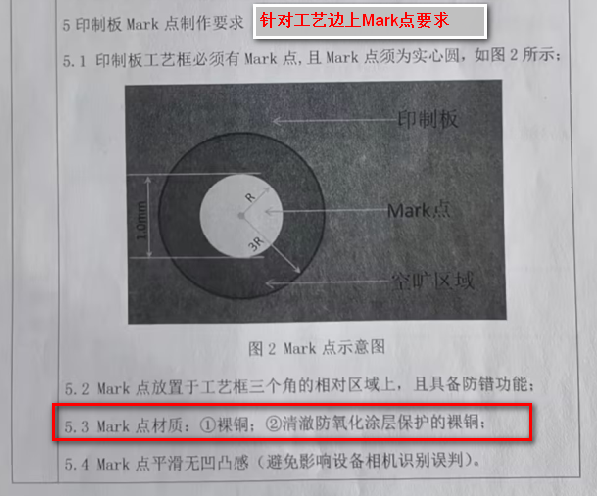 5 印制板 Mark 点制作要求
针对工艺边上Mark点要求
5.1 印制板工艺框必须有 Mark 点,且 Mark 点须为实心圆，如图 2 所示;
印制板
R
Mark点
1.0mm
3R
空旷区域
图 2 Mark 点示意图
5.2 Mark 点放置于工艺框三个角的相对区域上，且具备防错功能;
5.3 Mark 点材质：①裸铜；②清澈防氧化涂层保护的裸铜;
5.4 Mark 点平滑无凹凸感（避免影响设备相机识别误判）。